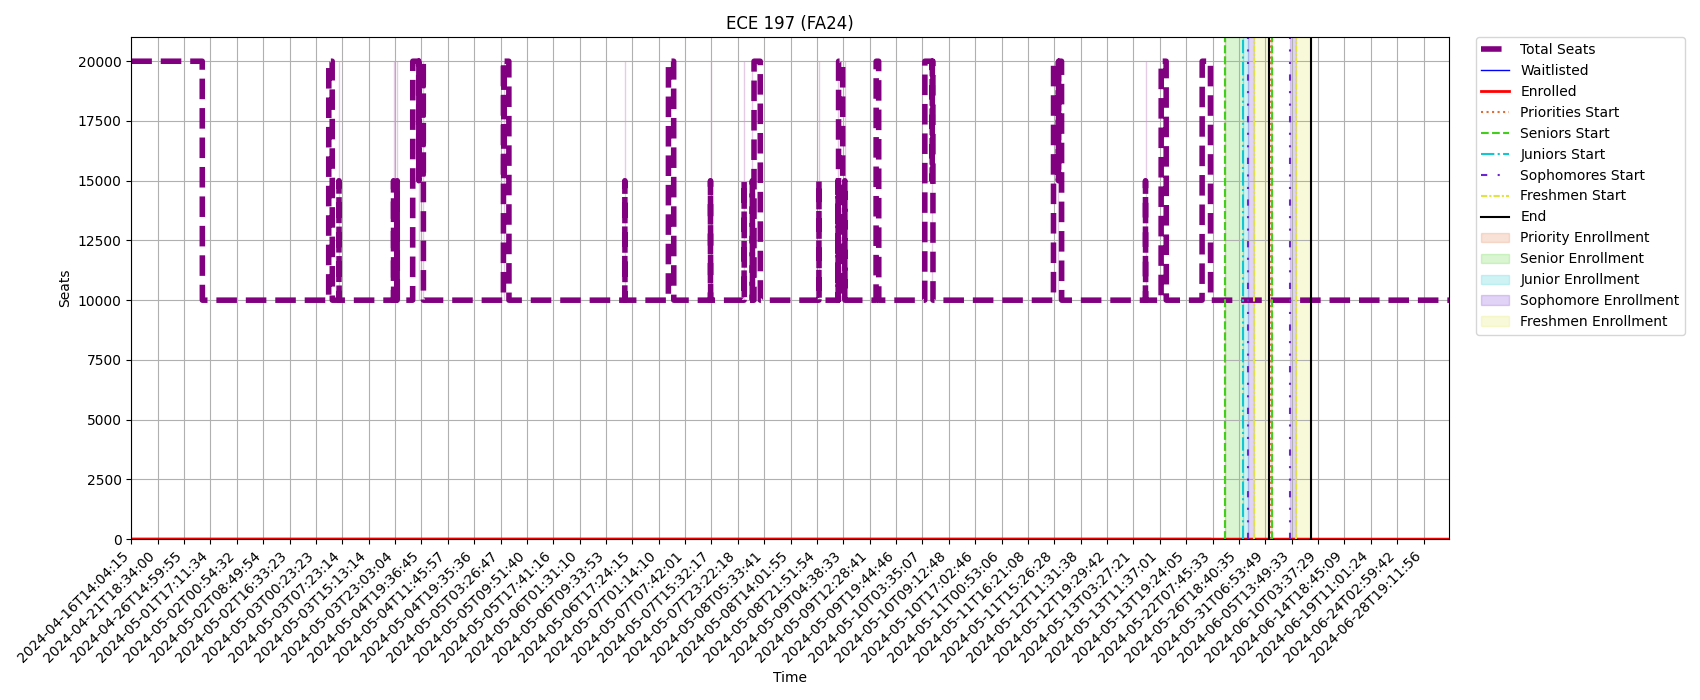 ECE 197 (FA24)
Total Seats
Waitlisted
Enrolled
Priorities Start
Seniors Start
Juniors Start
Sophomores Start
Freshmen Start
End
Priority Enrollment
Senior Enrollment
Junior Enrollment
Sophomore Enrollment
Freshmen Enrollment
Seats
20000
17500
15000
12500
10000
7500
5000
2500
0
2024-04-16T14:04:15
2024-04-21T18:34:00
2024-04-26T14:59:55
2024-05-01T17:11:34
2024-05-02T00:54:32
2024-05-02T08:49:54
2024-05-02T16:33:23
2024-05-03T00:23:23
2024-05-03T07:23:14
2024-05-03T15:13:14
2024-05-03T23:03:04
2024-05-04T19:36:45
2024-05-04T11:45:57
2024-05-04T19:35:36
2024-05-05T03:26:47
2024-05-05T09:51:40
2024-05-05T17:41:16
2024-05-06T01:31:10
2024-05-06T09:33:53
2024-05-06T17:24:15
2024-05-07T01:14:10
2024-05-07T07:42:01
2024-05-07T15:32:17
2024-05-07T23:22:18
2024-05-08T05:33:41
2024-05-08T14:01:55
2024-05-08T21:51:54
2024-05-09T04:38:33
2024-05-09T12:28:41
2024-05-09T19:44:46
2024-05-10T03:35:07
2024-05-10T09:12:48
2024-05-10T17:02:46
2024-05-11T00:53:06
2024-05-11T16:21:08
2024-05-11T15:26:28
2024-05-12T11:31:38
2024-05-12T19:29:42
2024-05-13T03:27:21
2024-05-13T11:37:01
2024-05-13T19:24:05
2024-05-22T07:45:33
2024-05-26T18:40:35
2024-05-31T06:53:49
2024-06-05T13:49:33
2024-06-10T03:37:29
2024-06-14T18:45:09
2024-06-19T11:01:24
2024-06-24T02:59:42
2024-06-28T19:11:56
Time